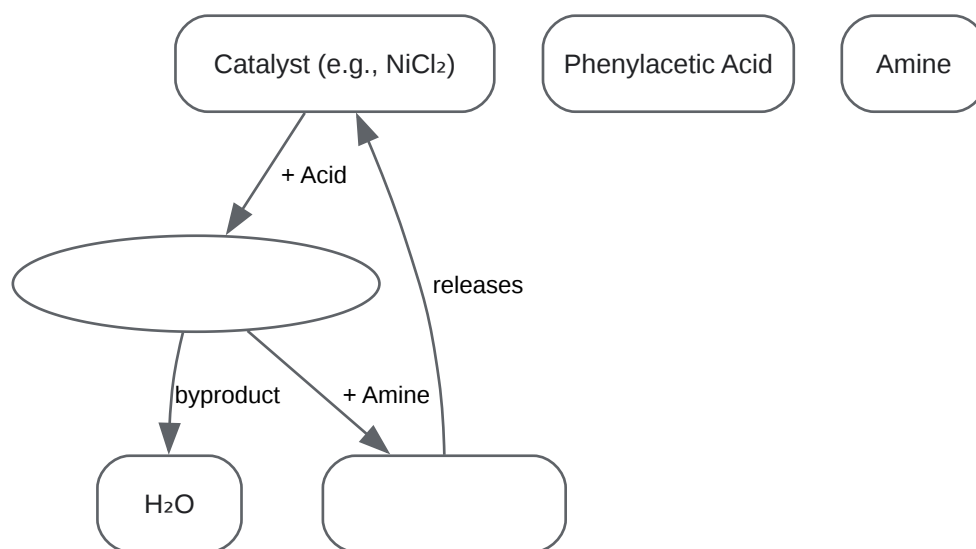 Catalyst (e.g., NiCl₂)
Phenylacetic Acid
Amine
+ Acid
releases
byproduct
+ Amine
H₂O